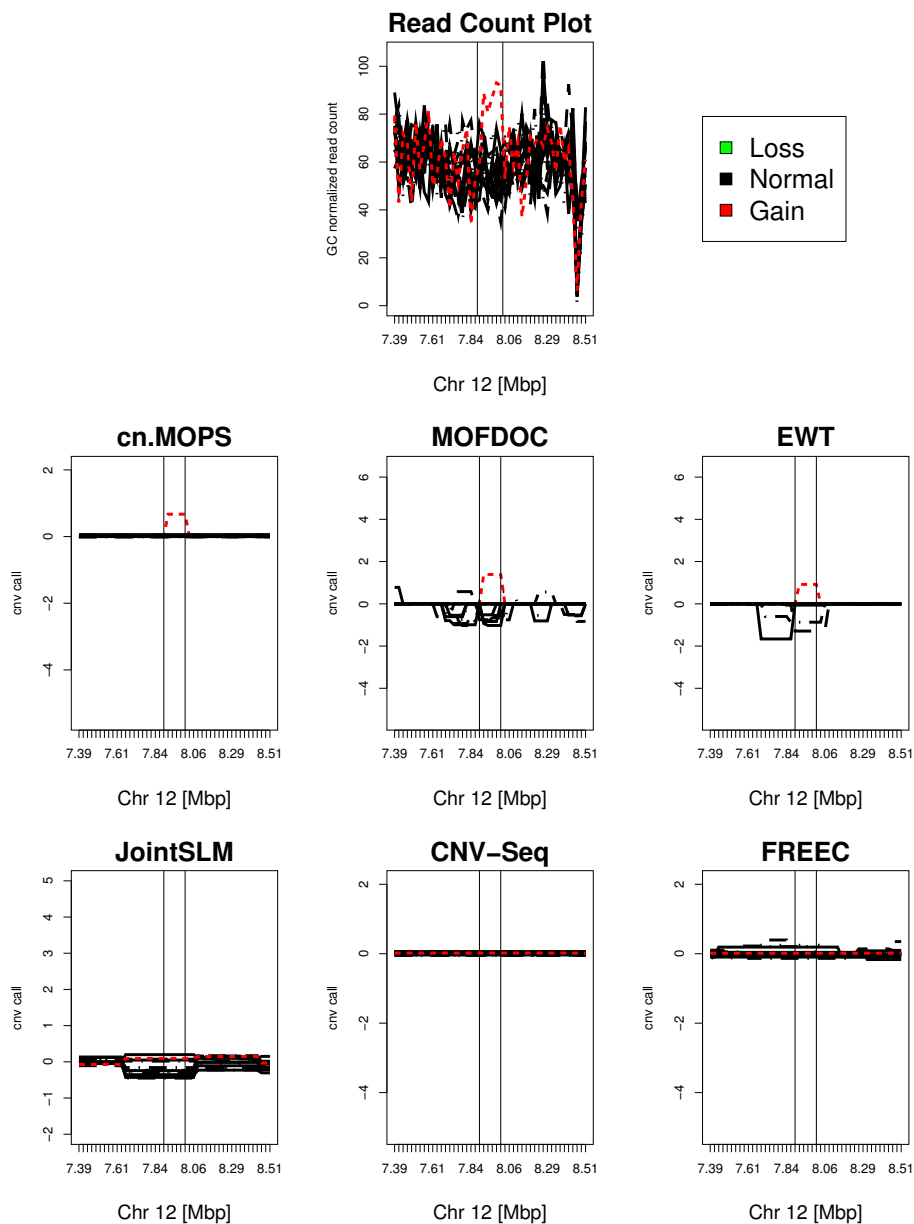 Read Count Plot
GC normalized read count
100
80
60
40
20
0
7.39 7.61 7.84 8.06 8.29 8.51
Chr 12 [Mbp]
Loss
Normal
Gain
cn.MOPS
cnv call
2
0
−2
−4
7.39 7.61 7.84 8.06 8.29 8.51
Chr 12 [Mbp]
MOFDOC
cnv call
6
4
2
0
−2
−4
7.39 7.61 7.84 8.06 8.29 8.51
Chr 12 [Mbp]
EWT
cnv call
6
4
2
0
−2
−4
7.39 7.61 7.84 8.06 8.29 8.51
Chr 12 [Mbp]
JointSLM
cnv call
5
4
3
2
1
0
−1
−2
7.39 7.61 7.84 8.06 8.29 8.51
Chr 12 [Mbp]
CNV−Seq
cnv call
2
0
−2
−4
7.39 7.61 7.84 8.06 8.29 8.51
Chr 12 [Mbp]
FREEC
cnv call
2
0
−2
−4
7.39 7.61 7.84 8.06 8.29 8.51
Chr 12 [Mbp]